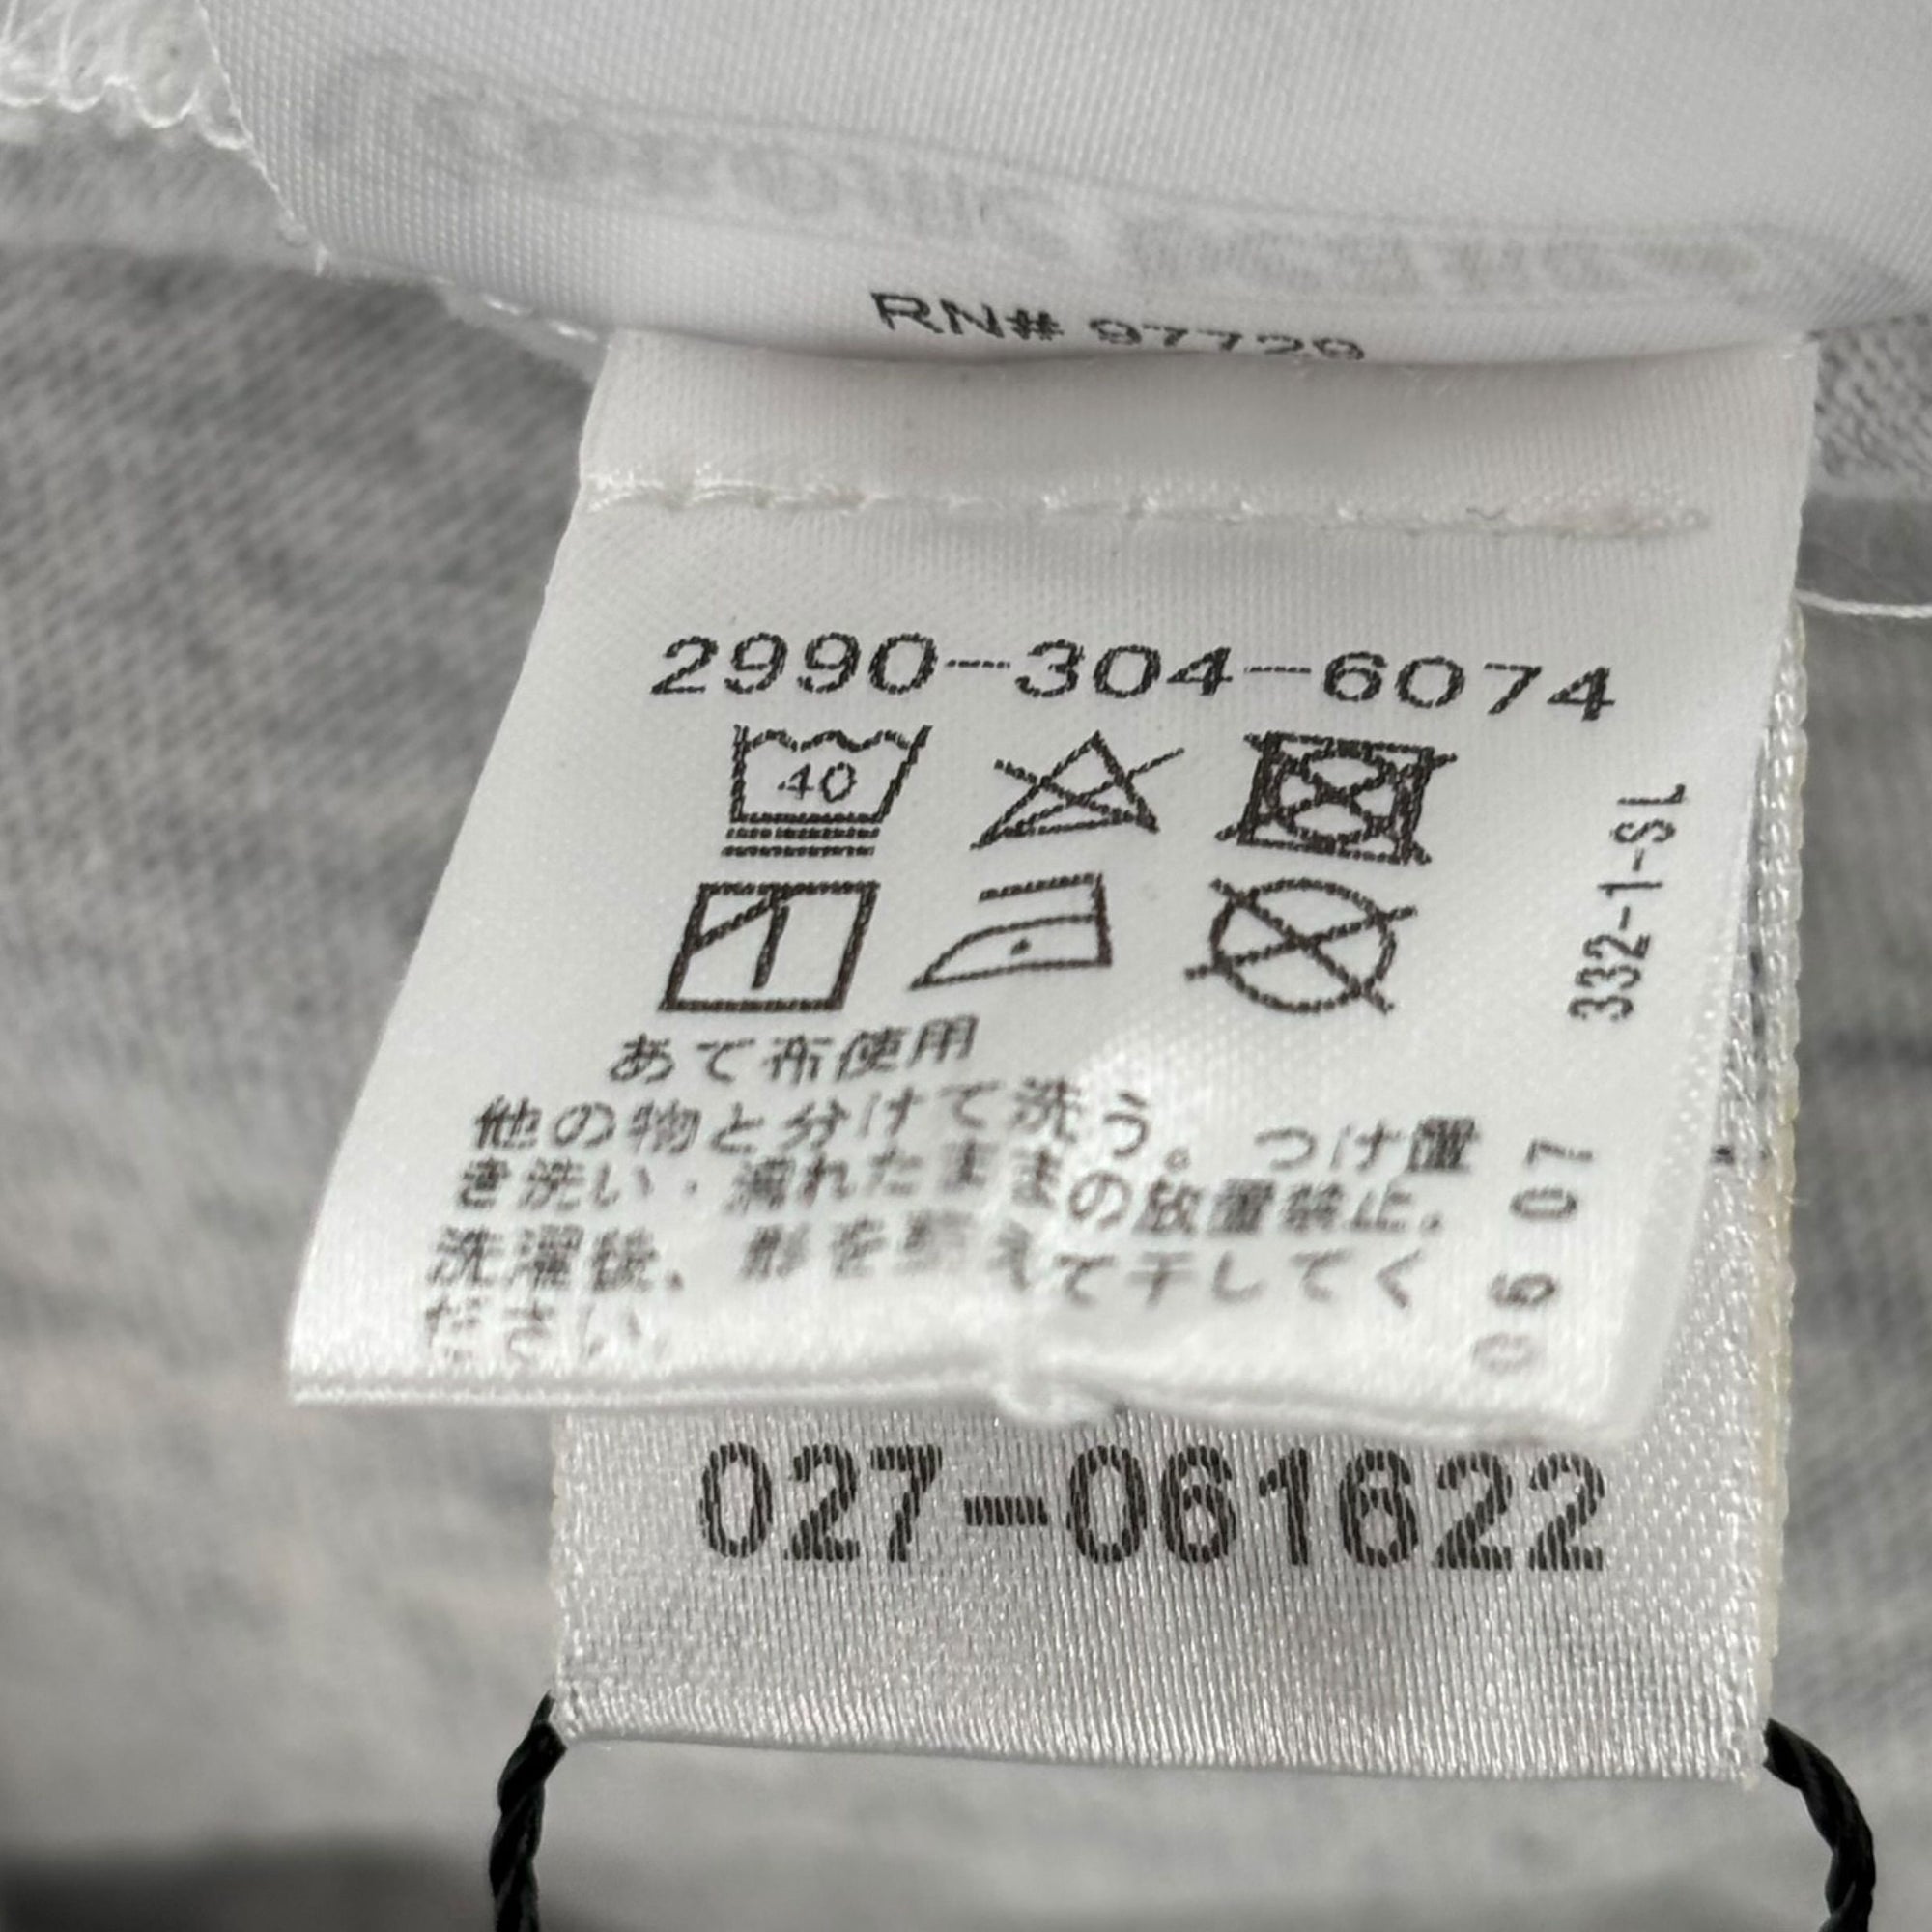 RN# 97729
2990-304-6074
40
332-1-SL
あて布使用
他の物と分けて洗う。つけ置
き洗い・濡れたままの放置禁止。
洗濯後、形を整えて干してく
ださい
06 07
027-061622